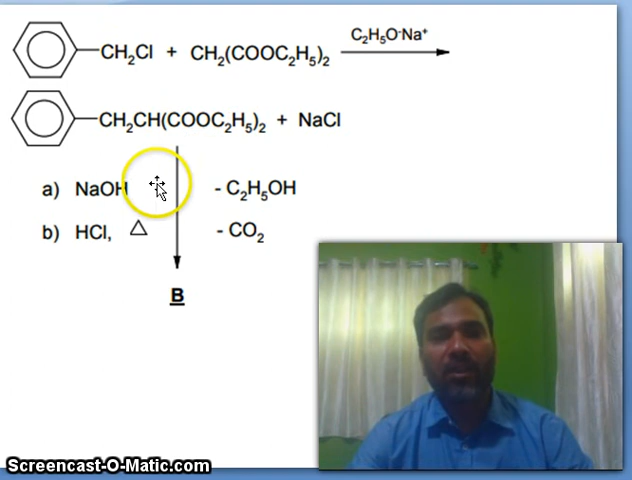 CH₂Cl + CH₂(COOC₂H₅)₂ C₂H₅O⁻Na⁺
CH₂CH(COOC₂H₅)₂ + NaCl
a) NaOH - C₂H₅OH
b) HCl, △ - CO₂
B
Screencast-O-Matic.com